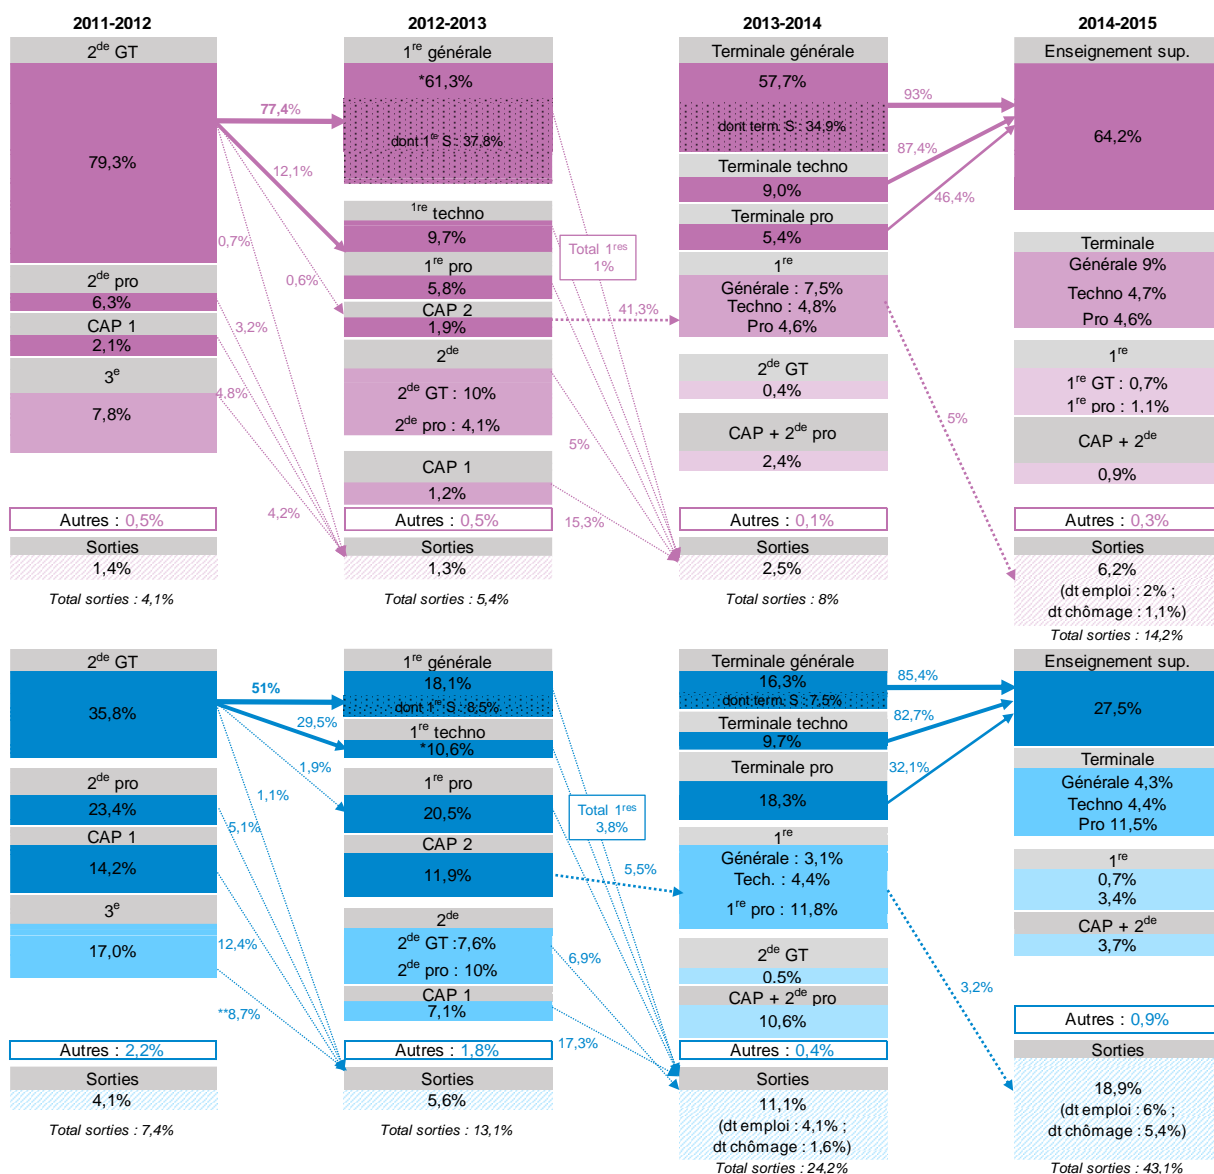 2011-2012
2012-2013
2013-2014
2014-2015
2de GT
79,3%
2de pro
6,3%
CAP 1
2,1%
3e
7,8%
Autres : 0,5%
Sorties
1,4%
Total sorties : 4,1%
77,4%
12,1%
0,7%
0,6%
3,2%
4,8%
4,2%
1re générale
*61,3%
dont 1re S : 37,8%
1re techno
9,7%
1re pro
5,8%
CAP 2
1,9%
2de
2de GT : 10%
2de pro : 4,1%
CAP 1
1,2%
Autres : 0,5%
Sorties
1,3%
Total sorties : 5,4%
Total 1res
1%
41,3%
5%
15,3%
Terminale générale
57,7%
dont term. S : 34,9%
Terminale techno
9,0%
Terminale pro
5,4%
1re
Générale : 7,5%
Techno : 4,8%
Pro 4,6%
2de GT
0,4%
CAP + 2de pro
2,4%
Autres : 0,1%
Sorties
2,5%
Total sorties : 8%
93%
87,4%
46,4%
5%
Enseignement sup.
64,2%
Terminale
Générale 9%
Techno 4,7%
Pro 4,6%
1re
1re GT : 0,7%
1re pro : 1,1%
CAP + 2de
0,9%
Autres : 0,3%
Sorties
6,2%
(dt emploi : 2% ;
dt chômage : 1,1%)
Total sorties : 14,2%
2de GT
35,8%
2de pro
23,4%
CAP 1
14,2%
3e
17,0%
Autres : 2,2%
Sorties
4,1%
Total sorties : 7,4%
51%
29,5%
1,9%
1,1%
5,1%
12,4%
**8,7%
1re générale
18,1%
dont 1re S : 8,5%
1re techno
*10,6%
1re pro
20,5%
CAP 2
11,9%
2de
2de GT :7,6%
2de pro : 10%
CAP 1
7,1%
Autres : 1,8%
Sorties
5,6%
Total sorties : 13,1%
Total 1res
3,8%
5,5%
6,9%
17,3%
Terminale générale
16,3%
dont term. S : 7,5%
Terminale techno
9,7%
Terminale pro
18,3%
1re
Générale : 3,1%
Tech. : 4,4%
1re pro : 11,8%
2de GT
0.5%
CAP + 2de pro
10,6%
Autres : 0,4%
Sorties
11,1%
(dt emploi : 4,1% ;
dt chômage : 1,6%)
Total sorties : 24,2%
85,4%
82,7%
32,1%
3,2%
Enseignement sup.
27,5%
Terminale
Générale 4,3%
Techno 4,4%
Pro 11,5%
1re
0,7%
3,4%
CAP + 2de
3,7%
Autres : 0,9%
Sorties
18,9%
(dt emploi : 6% ;
dt chômage : 5,4%)
Total sorties : 43,1%